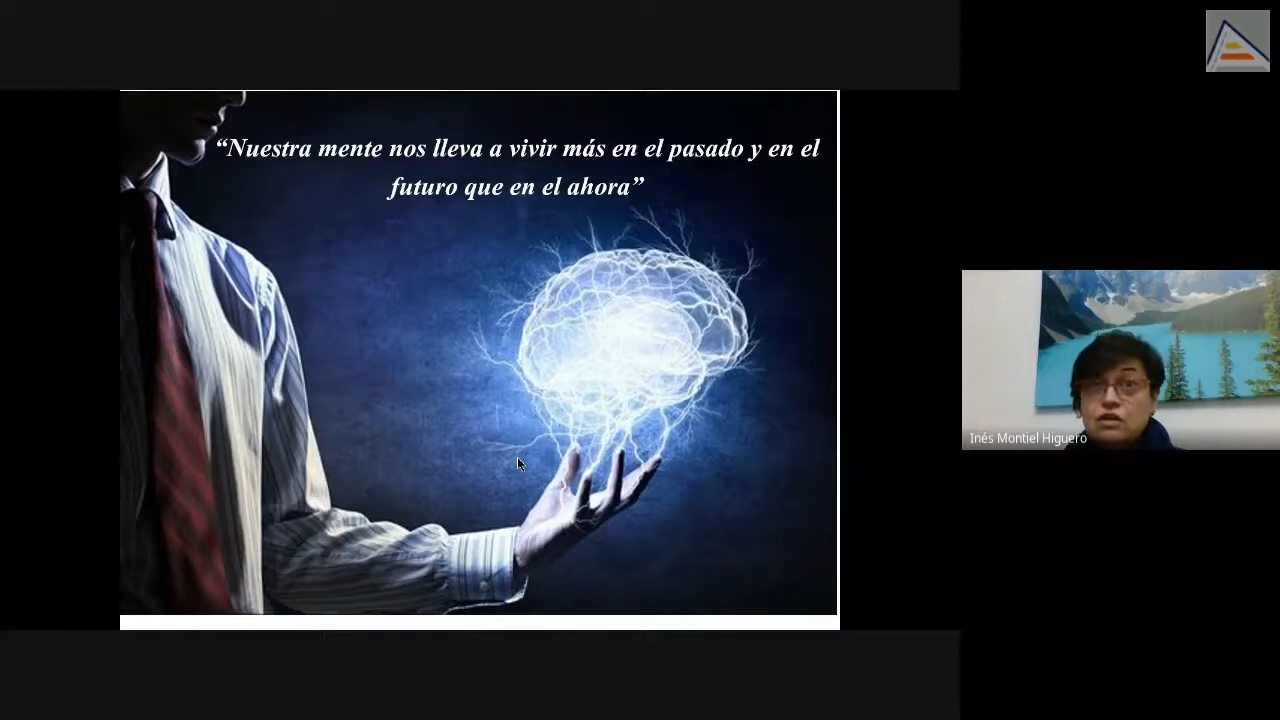 “Nuestra mente nos lleva a vivir más en el pasado y en el
futuro que en el ahora”
Inés Montiel Higuero